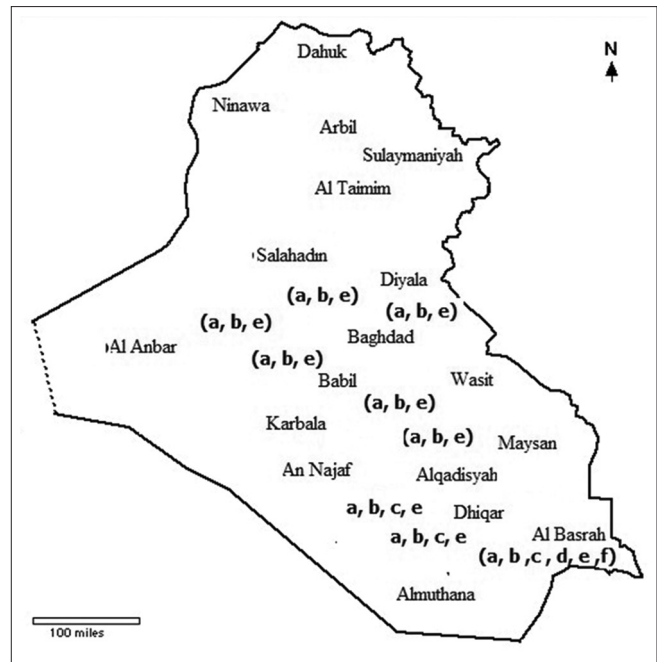 Dahuk
N
Ninawa
Arbil
Sulaymaniyah
Al Taimim
Salahadin
Diyala
(a, b, e)
(a, b, e)
(a, b, e)
Baghdad
Al Anbar
(a, b, e)
Babil
Wasit
(a, b, e)
Karbala
(a, b, e)
Maysan
An Najaf
Alqadisyah
a, b, c, e
Dhiqar
Al Basrah
a, b, c, e
(a, b ,c , d, e ,f)
Almuthana
100 miles